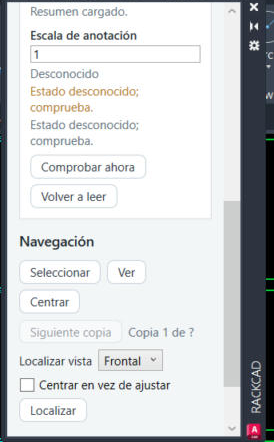 Resumen cargado.
Escala de anotación
1
Desconocido
Estado desconocido;
comprueba.
Estado desconocido;
comprueba.
Comprobar ahora
Volver a leer
Navegación
Seleccionar
Ver
Centrar
Siguiente copia
Copia 1 de ?
Localizar vista
Frontal
Centrar en vez de ajustar
Localizar
RACKCAD
A